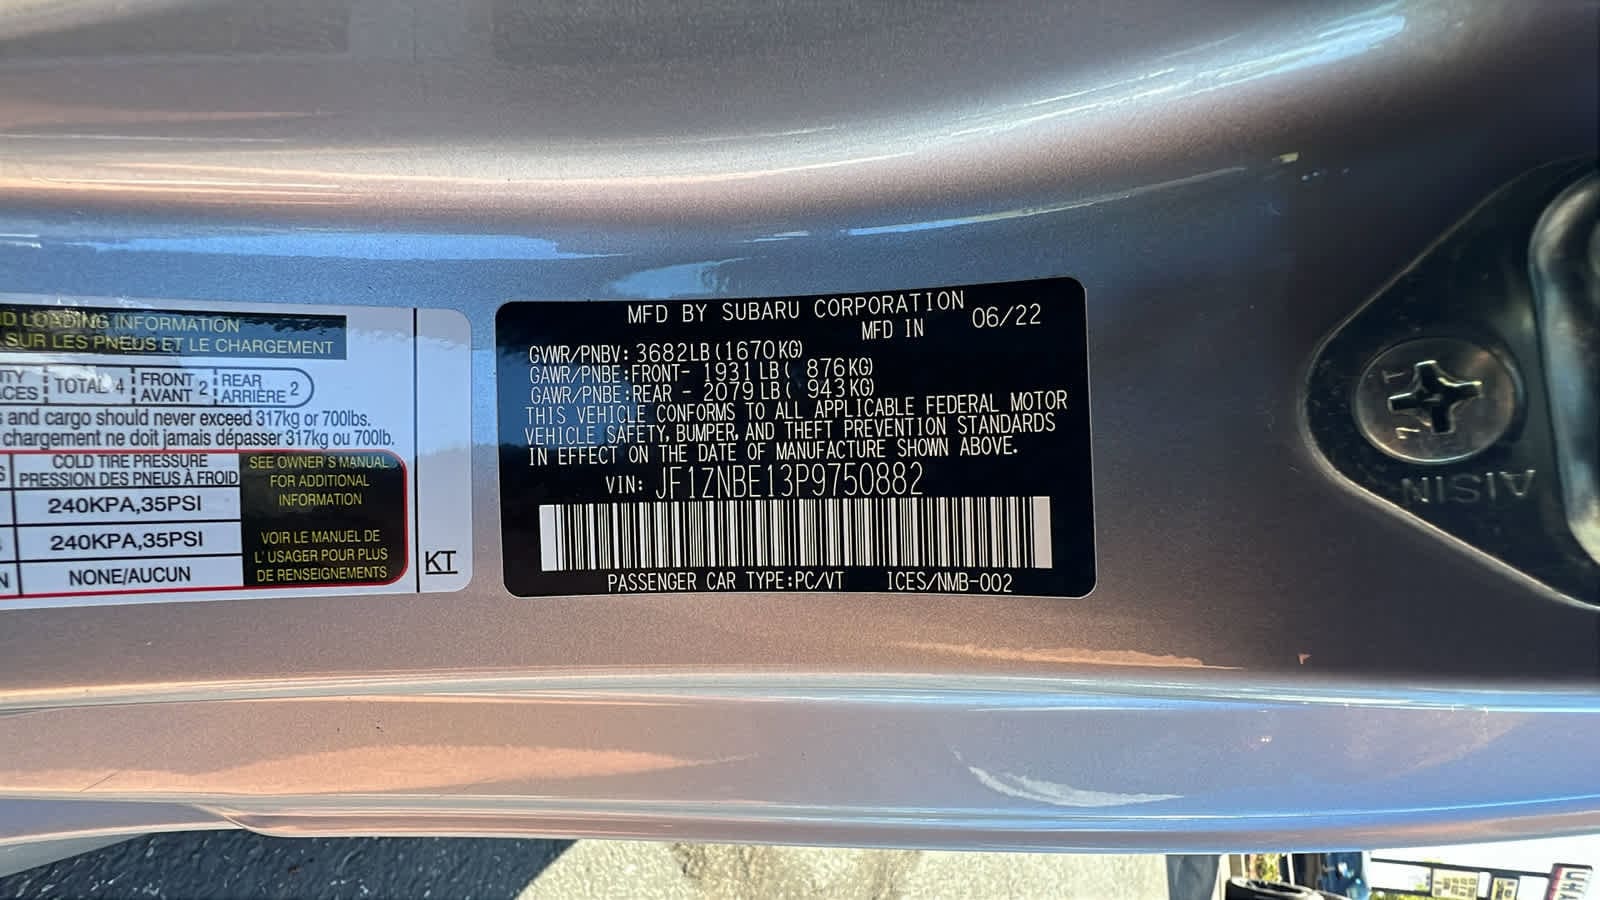 D LOADING INFORMATION
SUR LES PNEUS ET LE CHARGEMENT
ITY TOTAL 4 FRONT 2 REAR 2
ACES AVANT ARRIÈRE
s and cargo should never exceed 317kg or 700lbs.
chargement ne doit jamais dépasser 317kg ou 700lb.
S COLD TIRE PRESSURE
PRESSION DES PNEUS À FROID
240KPA,35PSI
240KPA,35PSI
N NONE/AUCUN
SEE OWNER'S MANUAL
FOR ADDITIONAL
INFORMATION
VOIR LE MANUEL DE
L' USAGER POUR PLUS
DE RENSEIGNEMENTS
KT
MFD BY SUBARU CORPORATION
MFD IN 06/22
GVWR/PNBV: 3682LB(1670KG)
GAWR/PNBE:FRONT- 1931LB( 876KG)
GAWR/PNBE:REAR - 2079LB( 943KG)
THIS VEHICLE CONFORMS TO ALL APPLICABLE FEDERAL MOTOR
VEHICLE SAFETY, BUMPER, AND THEFT PREVENTION STANDARDS
IN EFFECT ON THE DATE OF MANUFACTURE SHOWN ABOVE.
VIN: JF1ZNBE13P9750882
PASSENGER CAR TYPE:PC/VT ICES/NMB-002
AISIN